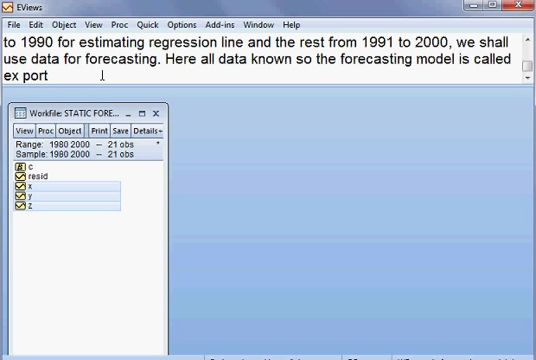 EViews
File Edit Object View Proc Quick Options Add-ins Window Help
to 1990 for estimating regression line and the rest from 1991 to 2000, we shall
use data for forecasting. Here all data known so the forecasting model is called
ex port
Workfile: STATIC FORE...
View Proc Object Print Save Details
Range: 1980 2000 -- 21 obs
Sample: 1980 2000 -- 21 obs
c
resid
x
y
z